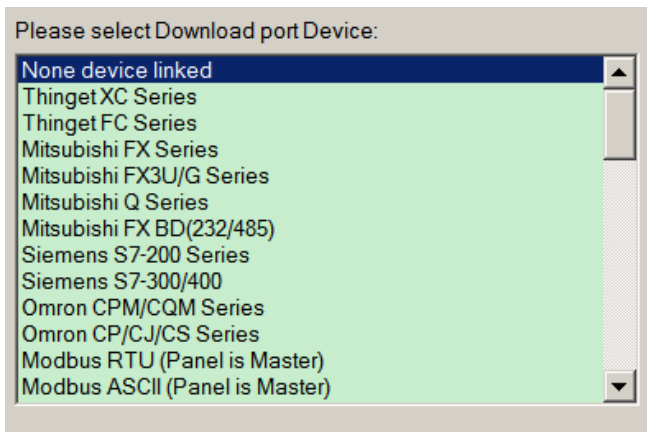 Please select Download port Device:
None device linked
Thinget XC Series
Thinget FC Series
Mitsubishi FX Series
Mitsubishi FX3U/G Series
Mitsubishi Q Series
Mitsubishi FX BD(232/485)
Siemens S7-200 Series
Siemens S7-300/400
Omron CPM/CQM Series
Omron CP/CJ/CS Series
Modbus RTU (Panel is Master)
Modbus ASCII (Panel is Master)